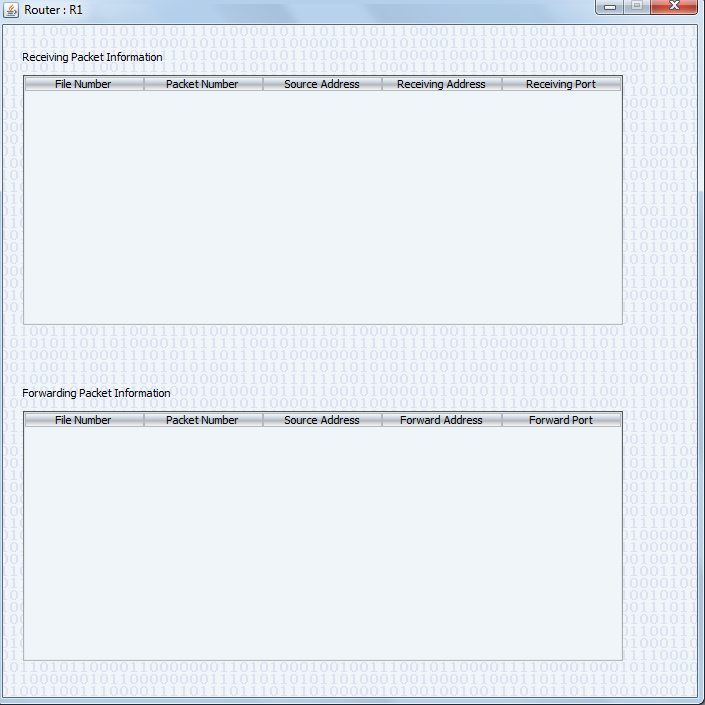 Router : R1
Receiving Packet Information
File Number Packet Number Source Address Receiving Address Receiving Port
Forwarding Packet Information
File Number Packet Number Source Address Forward Address Forward Port